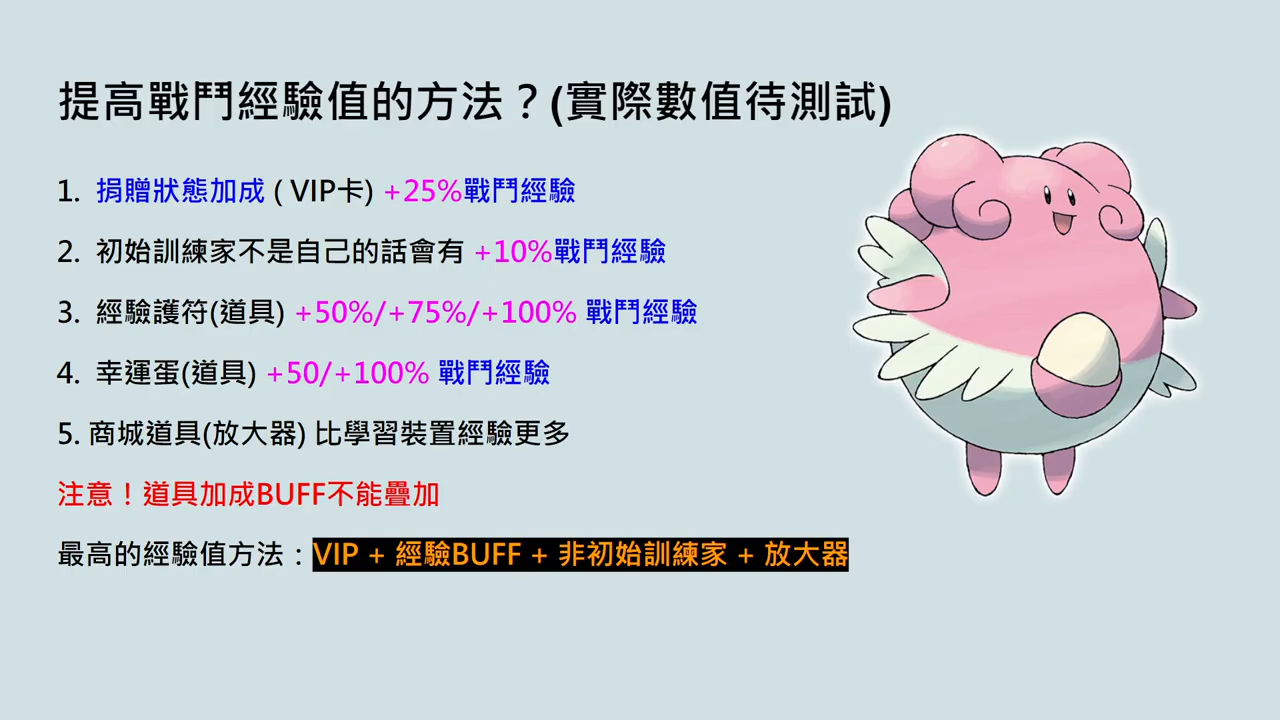 提高戰鬥經驗值的方法？(實際數值待測試)
1. 捐贈狀態加成 ( VIP卡) +25%戰鬥經驗
2. 初始訓練家不是自己的話會有 +10%戰鬥經驗
3. 經驗護符(道具) +50%/+75%/+100% 戰鬥經驗
4. 幸運蛋(道具) +50/+100% 戰鬥經驗
5. 商城道具(放大器) 比學習裝置經驗更多
注意！道具加成BUFF不能疊加
最高的經驗值方法：VIP + 經驗BUFF + 非初始訓練家 + 放大器